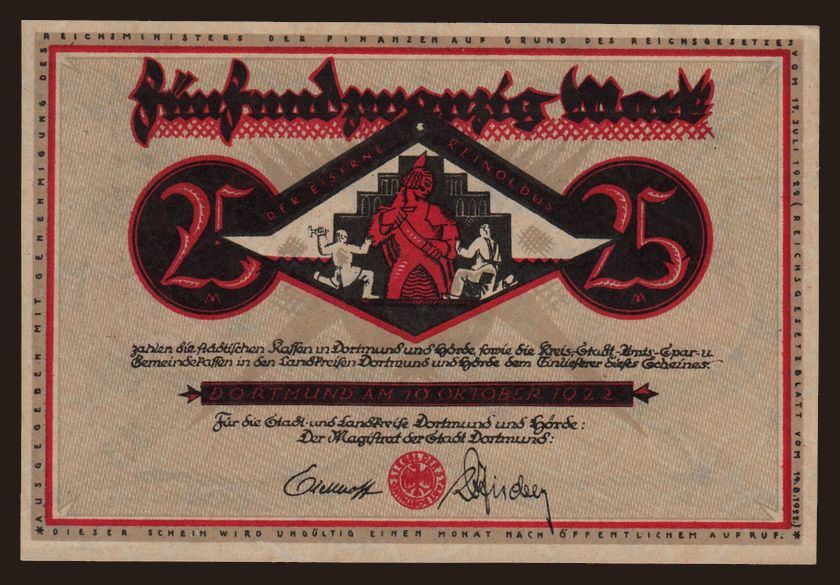 AUSGEGEBEN MIT GENEHMIGUNG DES
REICHSMINISTERS DER FINANZEN AUF GRUND DES REICHSGESETZES
VOM 17. JULI 1922 (REICHSGESETZBLATT VOM 14.8.1922.)
fünfundzwanzig Mark
DER EISERNE REINOLDUS
25 25
zahlen die städtischen Kassen in Dortmund und Hörde, sowie die Kreis-, Stadt-, Amts-, Spar- u.
Gemeindekassen in den Landkreisen Dortmund und Hörde dem Einlieferer dieses Scheines.
DORTMUND AM 10 OKTOBER 1922
Für die Stadt- und Landkreise Dortmund und Hörde:
Der Magistrat der Stadt Dortmund:
*DIESER SCHEIN WIRD UNGÜLTIG EINEN MONAT NACH ÖFFENTLICHEM AUFRUF.*